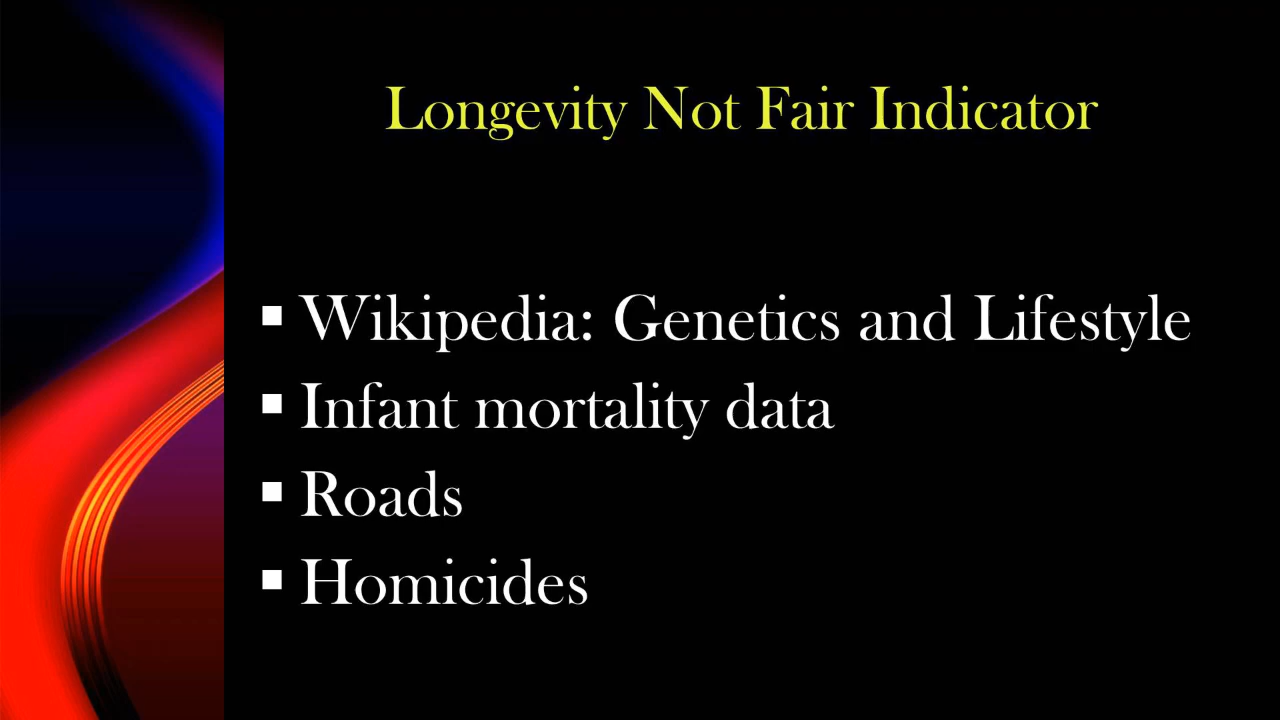 Longevity Not Fair Indicator
▪ Wikipedia: Genetics and Lifestyle
▪ Infant mortality data
▪ Roads
▪ Homicides